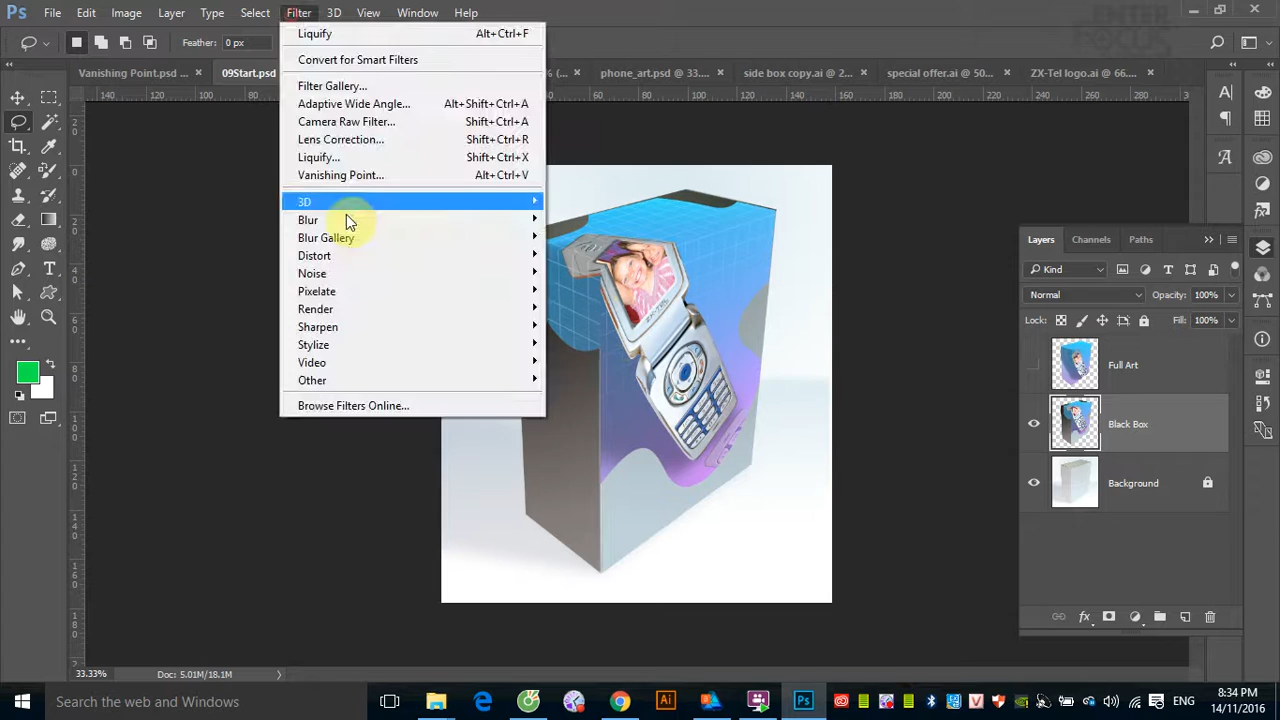 File Edit Image Layer Type Select Filter 3D View Window Help
Feather: 0 px
Vanishing Point.psd ... × 09Start.psd % (... × phone_art.psd @ 33.... × side box copy.ai @ 2... × special offer.ai @ 50... × ZX-Tel logo.ai @ 66.... ×
Liquify Alt+Ctrl+F
Convert for Smart Filters
Filter Gallery...
Adaptive Wide Angle... Alt+Shift+Ctrl+A
Camera Raw Filter... Shift+Ctrl+A
Lens Correction... Shift+Ctrl+R
Liquify... Shift+Ctrl+X
Vanishing Point... Alt+Ctrl+V
3D
Blur
Blur Gallery
Distort
Noise
Pixelate
Render
Sharpen
Stylize
Video
Other
Browse Filters Online...
ZX-TEL
Layers Channels Paths
Kind
Normal Opacity: 100%
Lock: Fill: 100%
Full Art
Black Box
Background
33.33% Doc: 5.01M/18.1M
Search the web and Windows
ENG
8:34 PM
14/11/2016